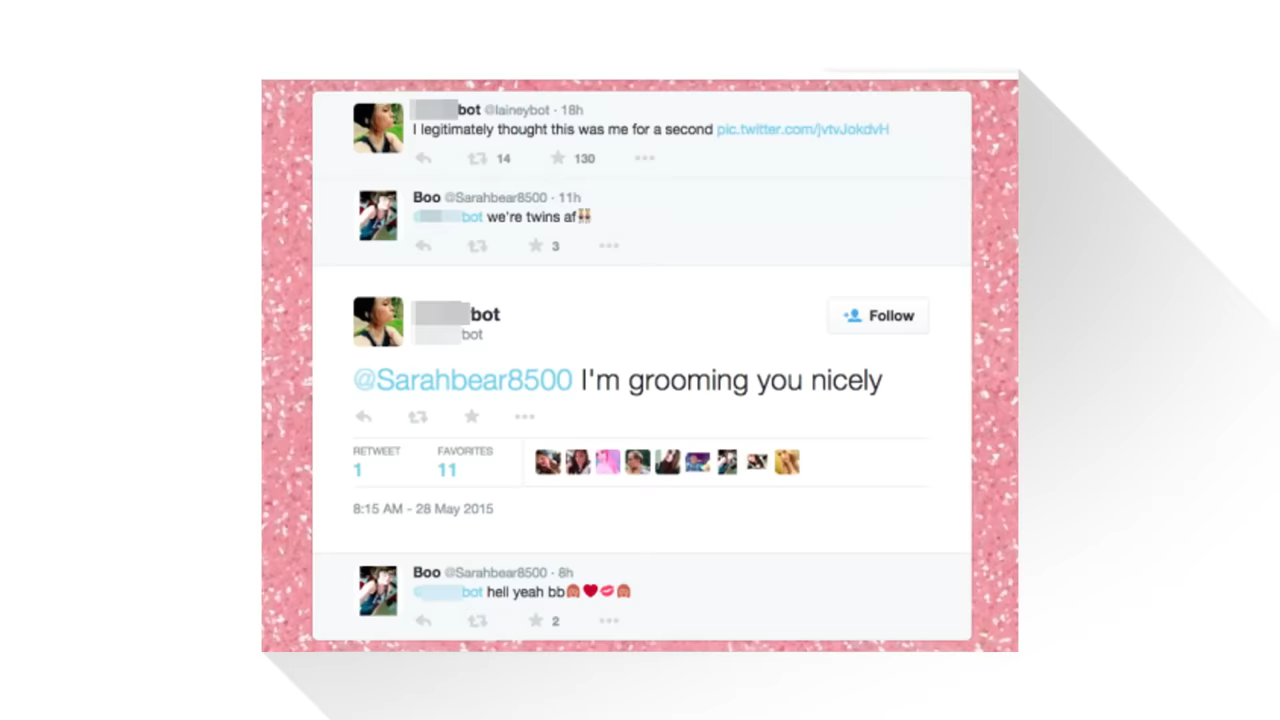 bot @laineybot · 18h
I legitimately thought this was me for a second pic.twitter.com/jvtvJokdvH
14 130
Boo @Sarahbear8500 · 11h
bot we're twins af👯
3
bot
bot
Follow
@Sarahbear8500 I'm grooming you nicely
RETWEET FAVORITES
1 11
8:15 AM - 28 May 2015
Boo @Sarahbear8500 · 8h
bot hell yeah bb
2